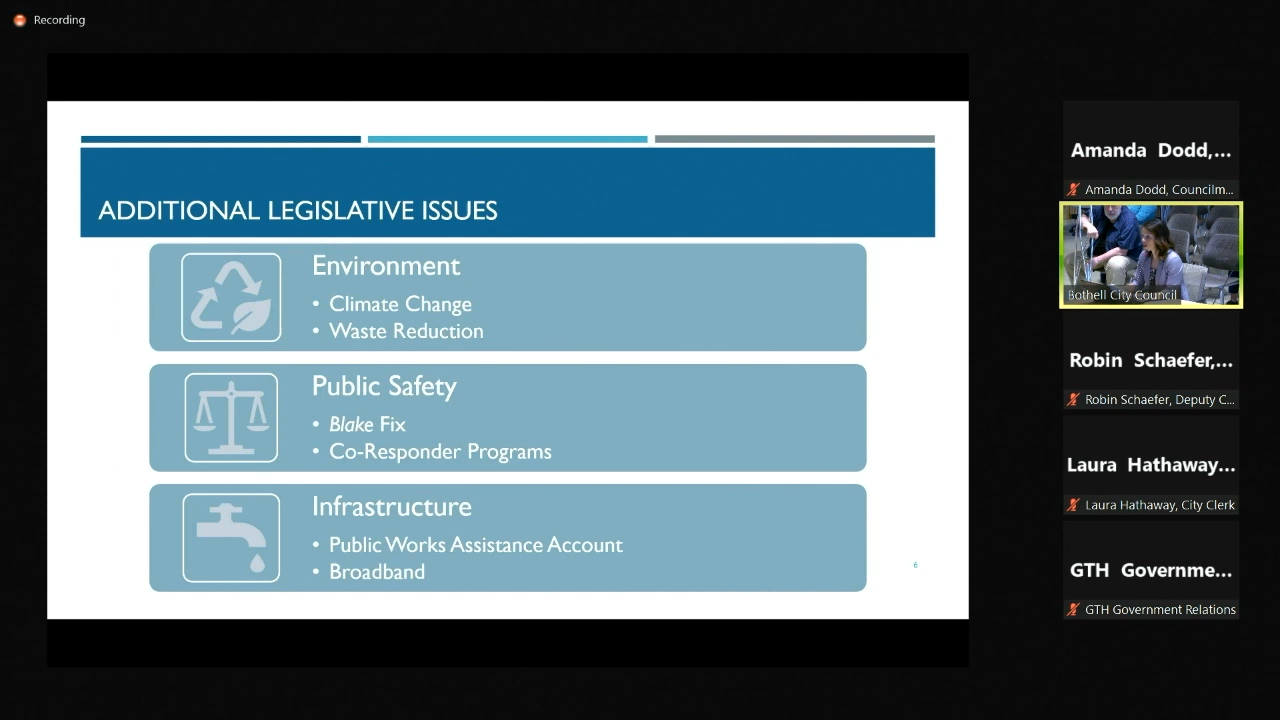 Recording
ADDITIONAL LEGISLATIVE ISSUES
Environment
• Climate Change
• Waste Reduction
Public Safety
• Blake Fix
• Co-Responder Programs
Infrastructure
• Public Works Assistance Account
• Broadband
6
Amanda Dodd,...
Amanda Dodd, Councilm...
Bothell City Council
Robin Schaefer,...
Robin Schaefer, Deputy C...
Laura Hathaway...
Laura Hathaway, City Clerk
GTH Governme...
GTH Government Relations